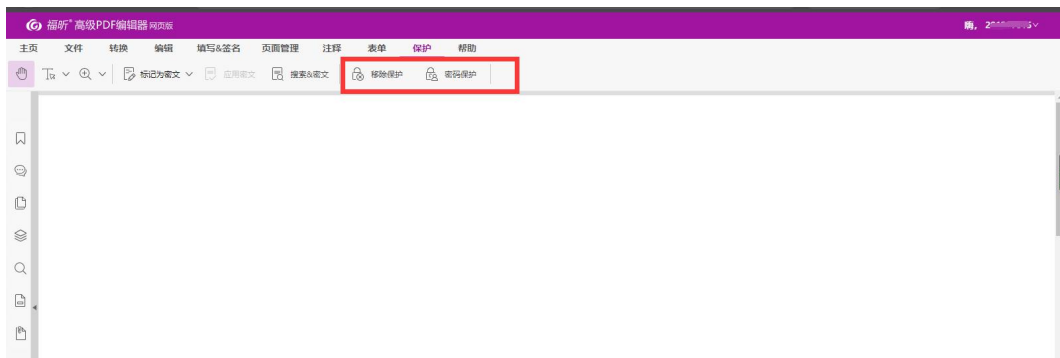 福昕® 高级PDF编辑器 网页版
嗨，
主页 文件 转换 编辑 填写&签名 页面管理 注释 表单 保护 帮助
标记为密文 应用密文 搜索&密文 移除保护 密码保护